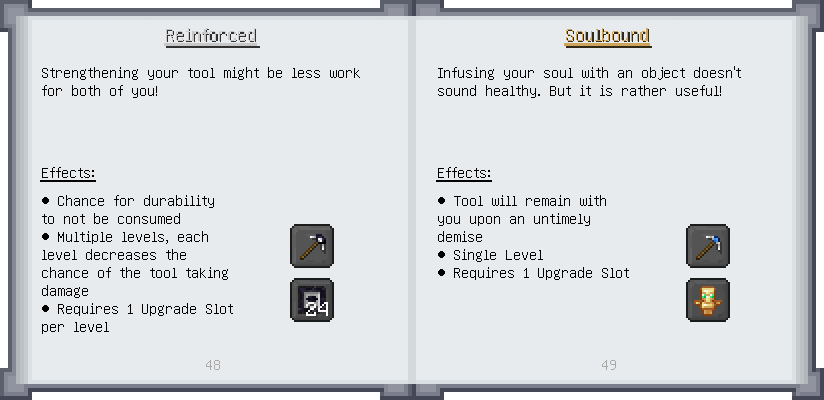 Reinforced
Strengthening your tool might be less work
for both of you!
Effects:
● Chance for durability
to not be consumed
● Multiple levels, each
level decreases the
chance of the tool taking
damage
● Requires 1 Upgrade Slot
per level
24
48
Soulbound
Infusing your soul with an object doesn't
sound healthy. But it is rather useful!
Effects:
● Tool will remain with
you upon an untimely
demise
● Single Level
● Requires 1 Upgrade Slot
49